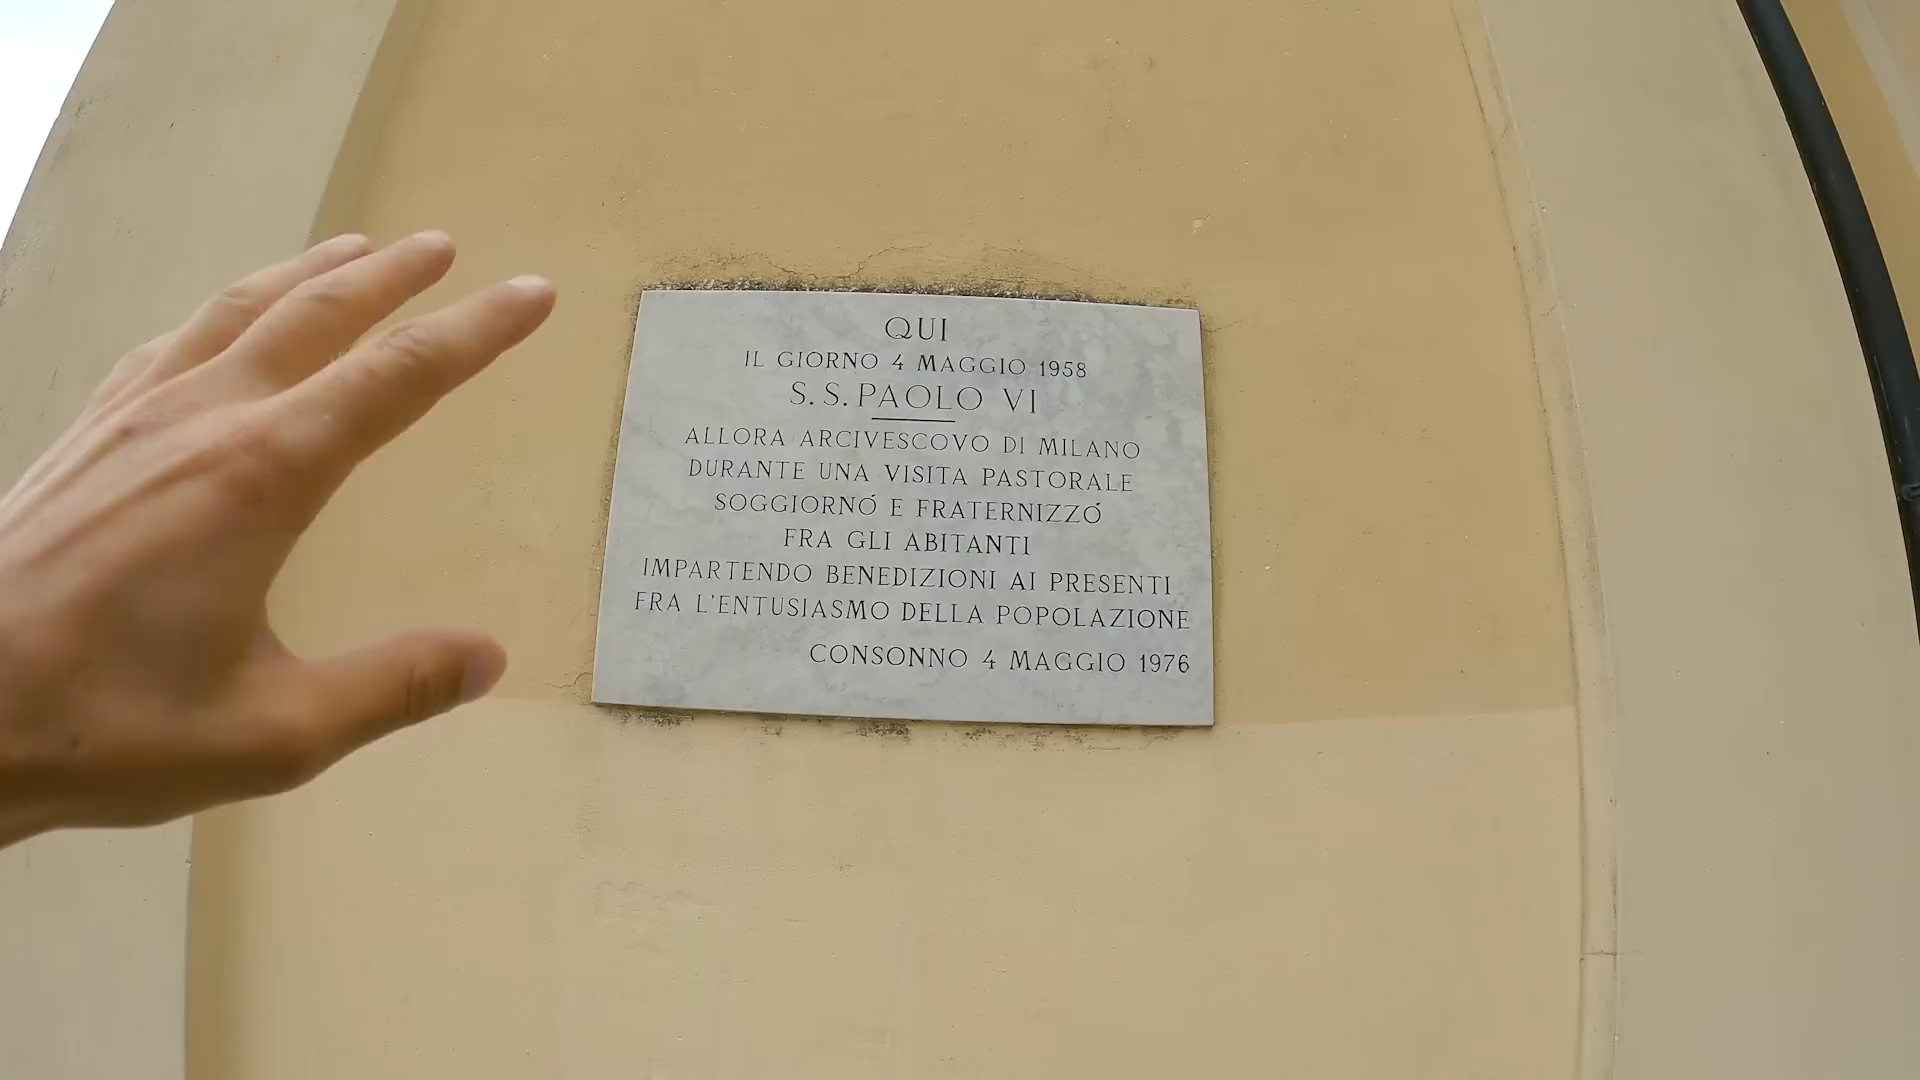 QUI
IL GIORNO 4 MAGGIO 1958
S. S. PAOLO VI
ALLORA ARCIVESCOVO DI MILANO
DURANTE UNA VISITA PASTORALE
SOGGIORNÓ E FRATERNIZZÓ
FRA GLI ABITANTI
IMPARTENDO BENEDIZIONI AI PRESENTI
FRA L'ENTUSIASMO DELLA POPOLAZIONE
CONSONNO 4 MAGGIO 1976